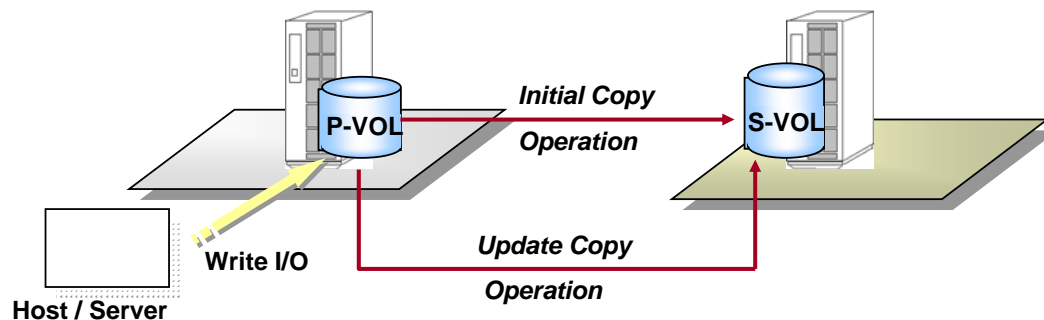 Initial Copy
P-VOL
S-VOL
Operation
Update Copy
Write I/O
Operation
Host / Server